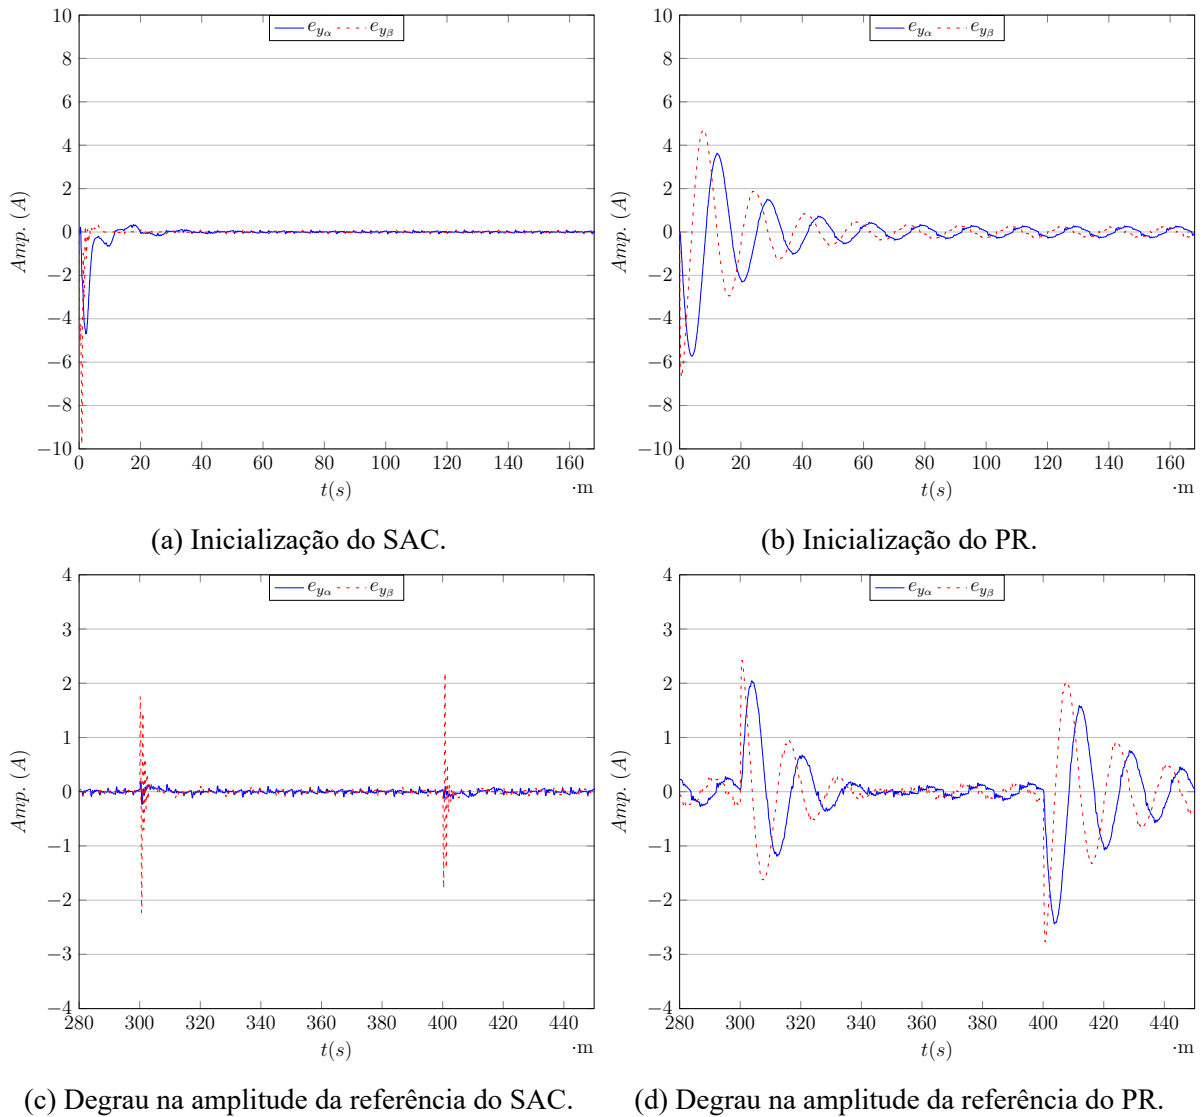 10
8
6
4
2
0
−2
−4
−6
−8
−10
Amp. (A)
e_{y_α} e_{y_β}
0 20 40 60 80 100 120 140 160
t(s)
·m
(a) Inicialização do SAC.
10
8
6
4
2
0
−2
−4
−6
−8
−10
Amp. (A)
e_{y_α} e_{y_β}
0 20 40 60 80 100 120 140 160
t(s)
·m
(b) Inicialização do PR.
4
3
2
1
0
−1
−2
−3
−4
Amp. (A)
e_{y_α} e_{y_β}
280 300 320 340 360 380 400 420 440
t(s)
·m
(c) Degrau na amplitude da referência do SAC.
4
3
2
1
0
−1
−2
−3
−4
Amp. (A)
e_{y_α} e_{y_β}
280 300 320 340 360 380 400 420 440
t(s)
·m
(d) Degrau na amplitude da referência do PR.